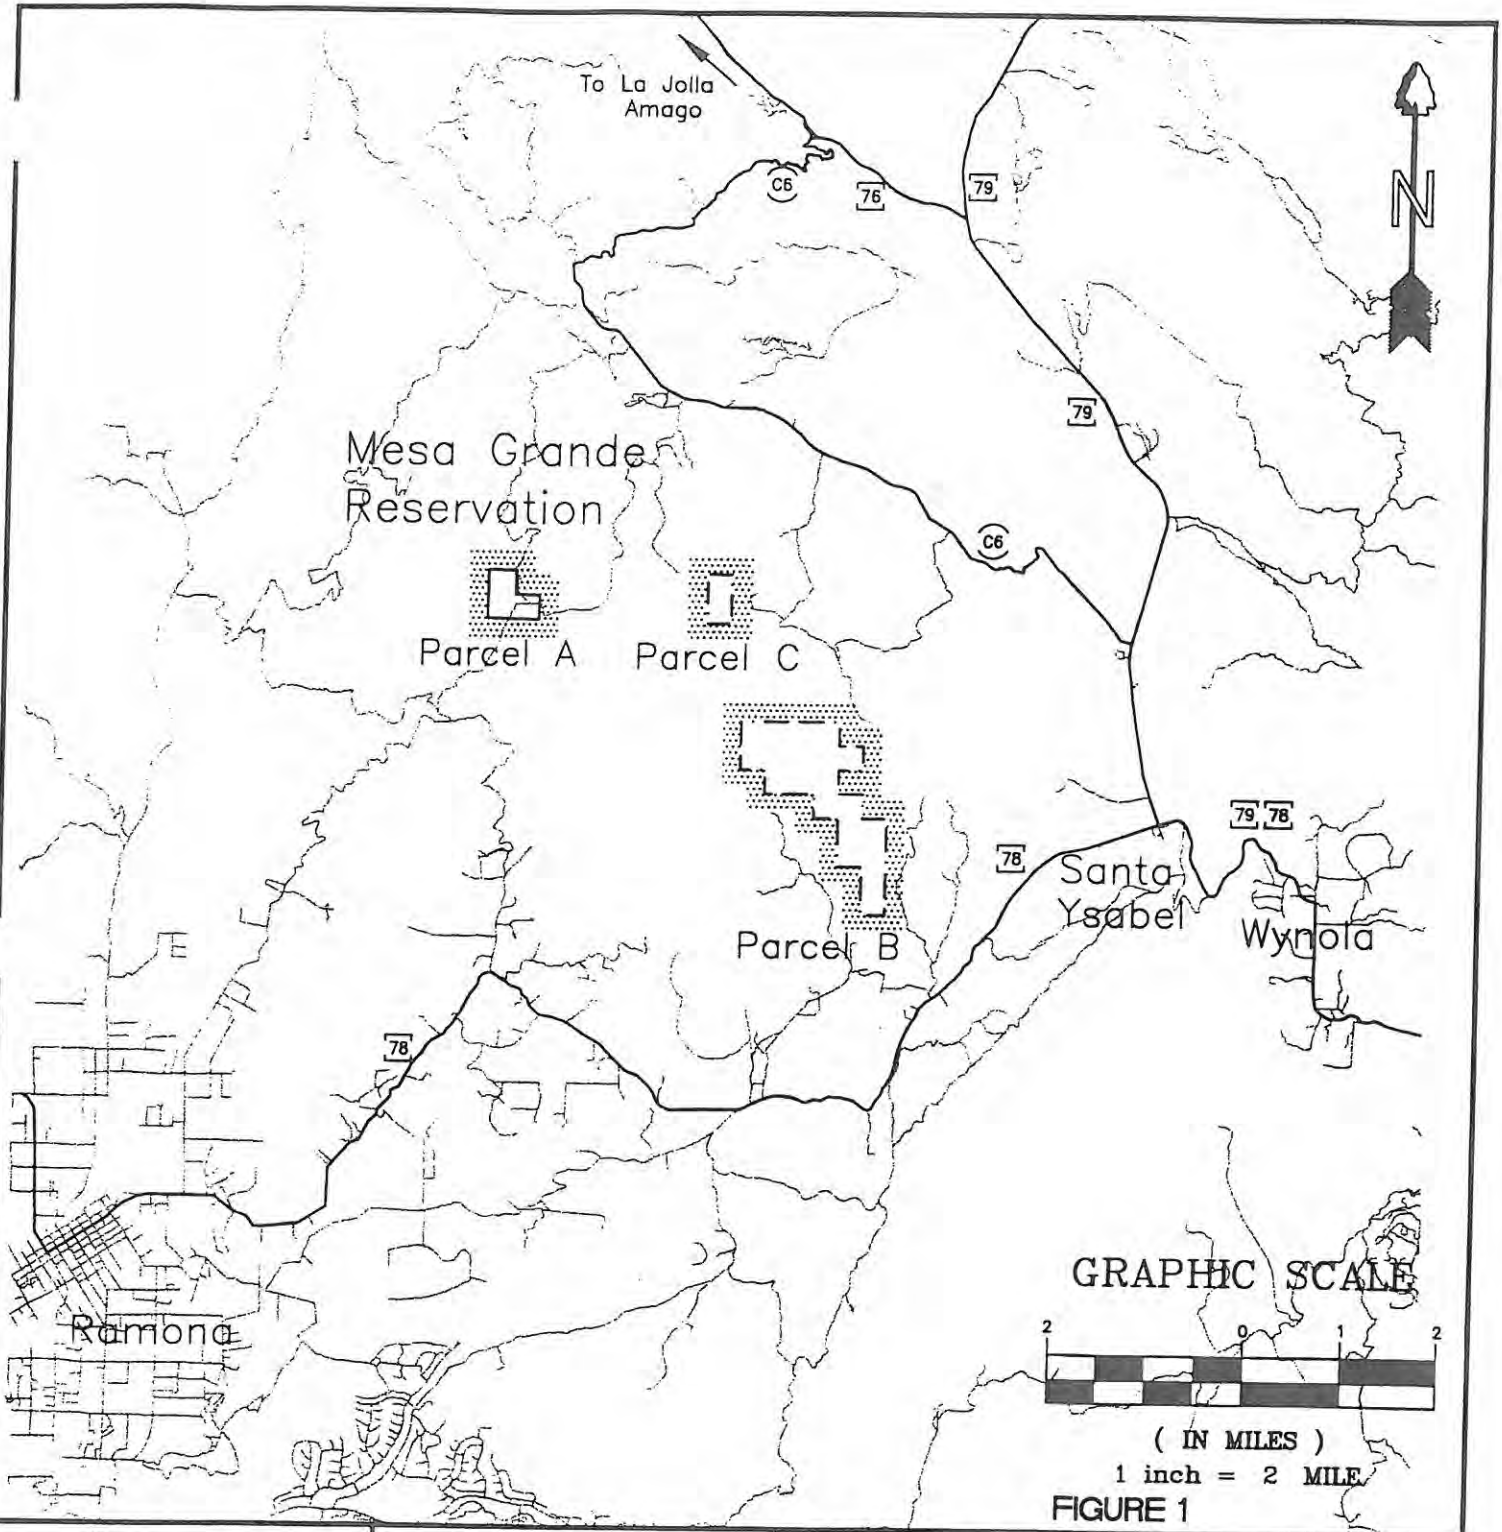 To La Jolla
Amago
C6
76
79
N
79
Mesa Grande
Reservation
C6
Parcel A
Parcel C
79 78
78
Santa
Ysabel
Wynola
Parcel B
78
GRAPHIC SCALE
Ramona
2 0 1 2
( IN MILES )
1 inch = 2 MILE
FIGURE 1